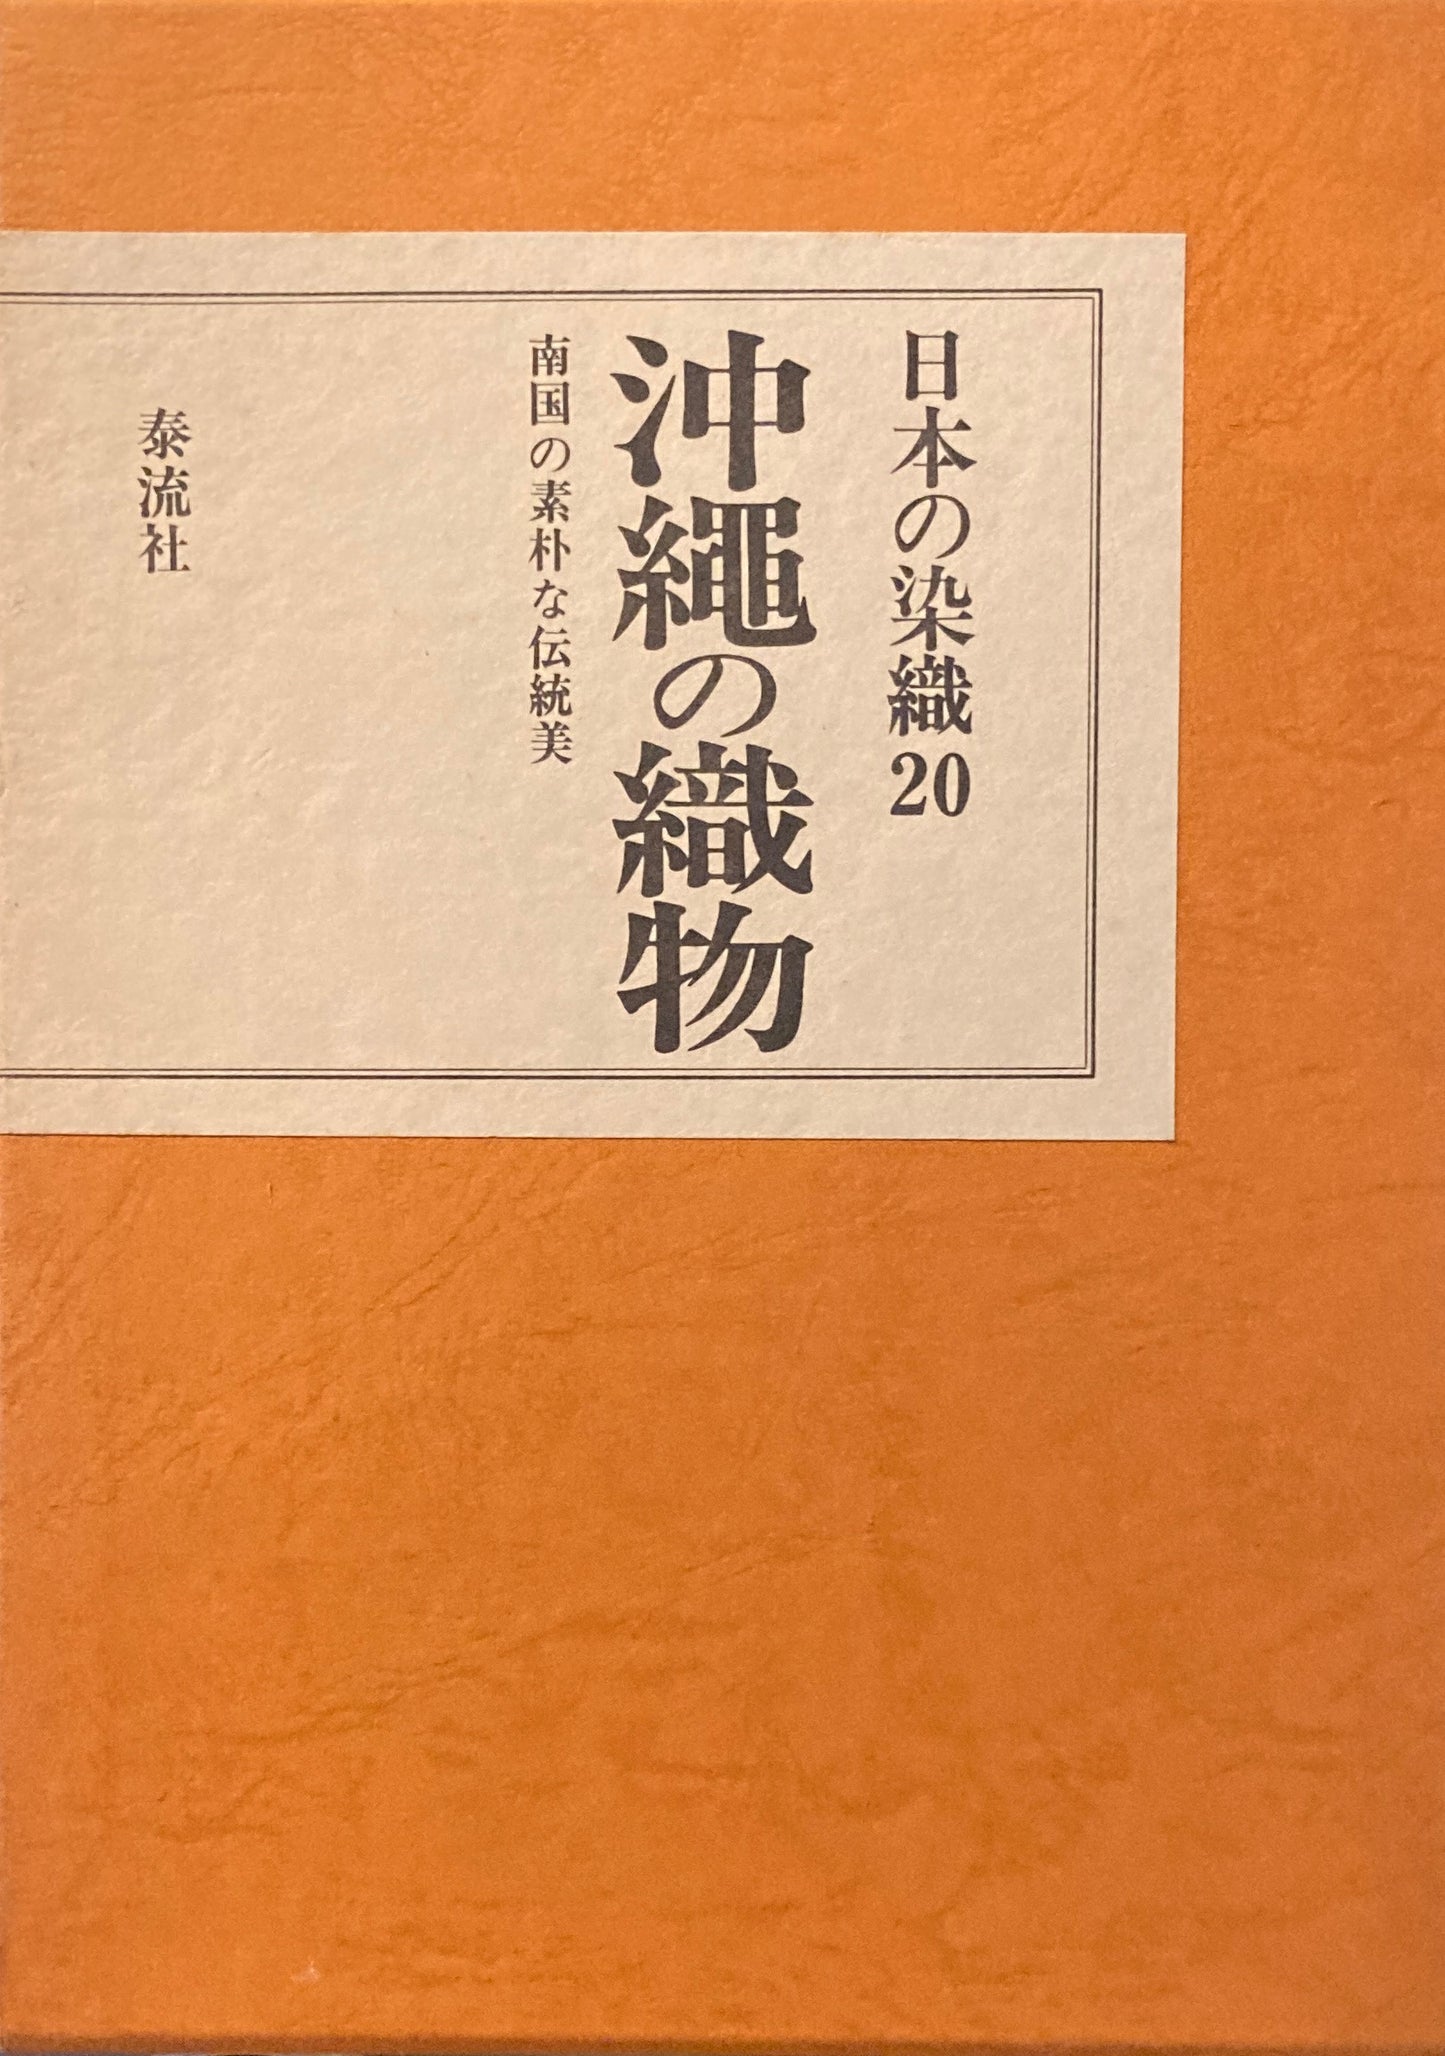 日本の染織20
沖繩の織物
南国の素朴な伝統美
泰流社